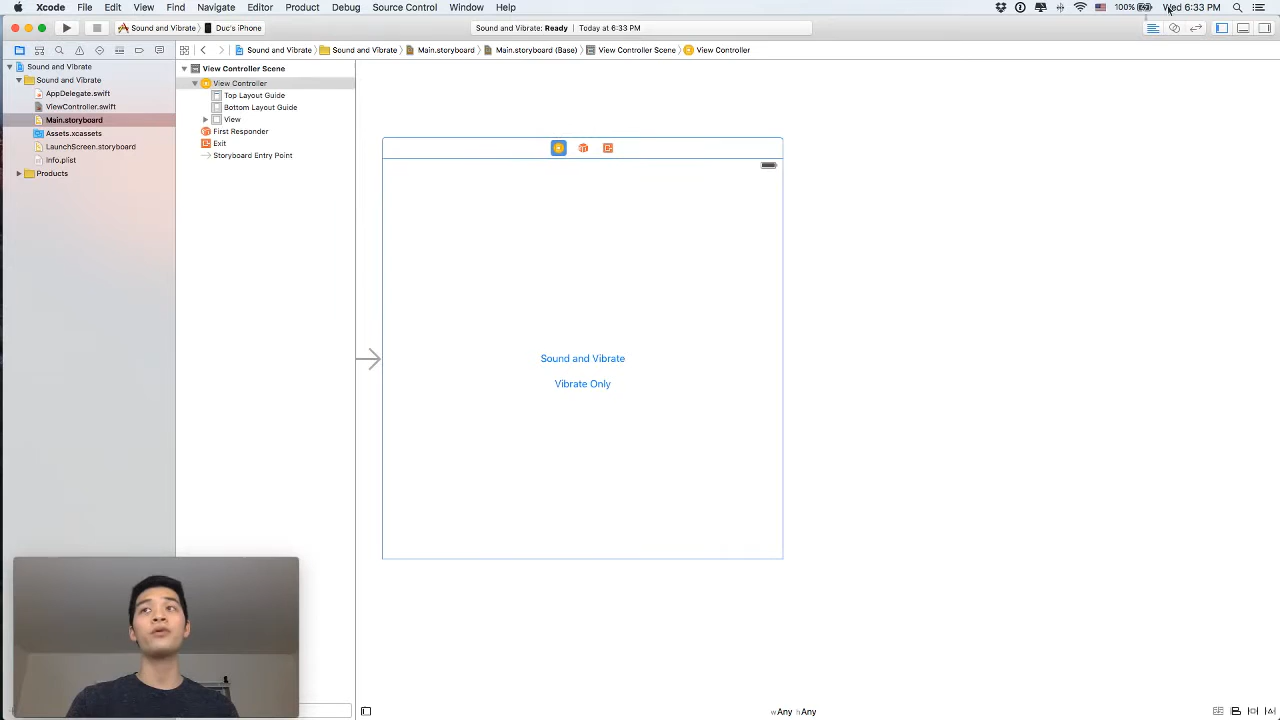 Xcode File Edit View Find Navigate Editor Product Debug Source Control Window Help 100% Wed 6:33 PM
Sound and Vibrate Duc's iPhone Sound and Vibrate: Ready Today at 6:33 PM
Sound and Vibrate Sound and Vibrate Main.storyboard Main.storyboard (Base) View Controller Scene View Controller
Sound and Vibrate
Sound and Vibrate
AppDelegate.swift
ViewController.swift
Main.storyboard
Assets.xcassets
LaunchScreen.storyboard
Info.plist
Products
View Controller Scene
View Controller
Top Layout Guide
Bottom Layout Guide
View
First Responder
Exit
Storyboard Entry Point
Sound and Vibrate
Vibrate Only
wAny hAny